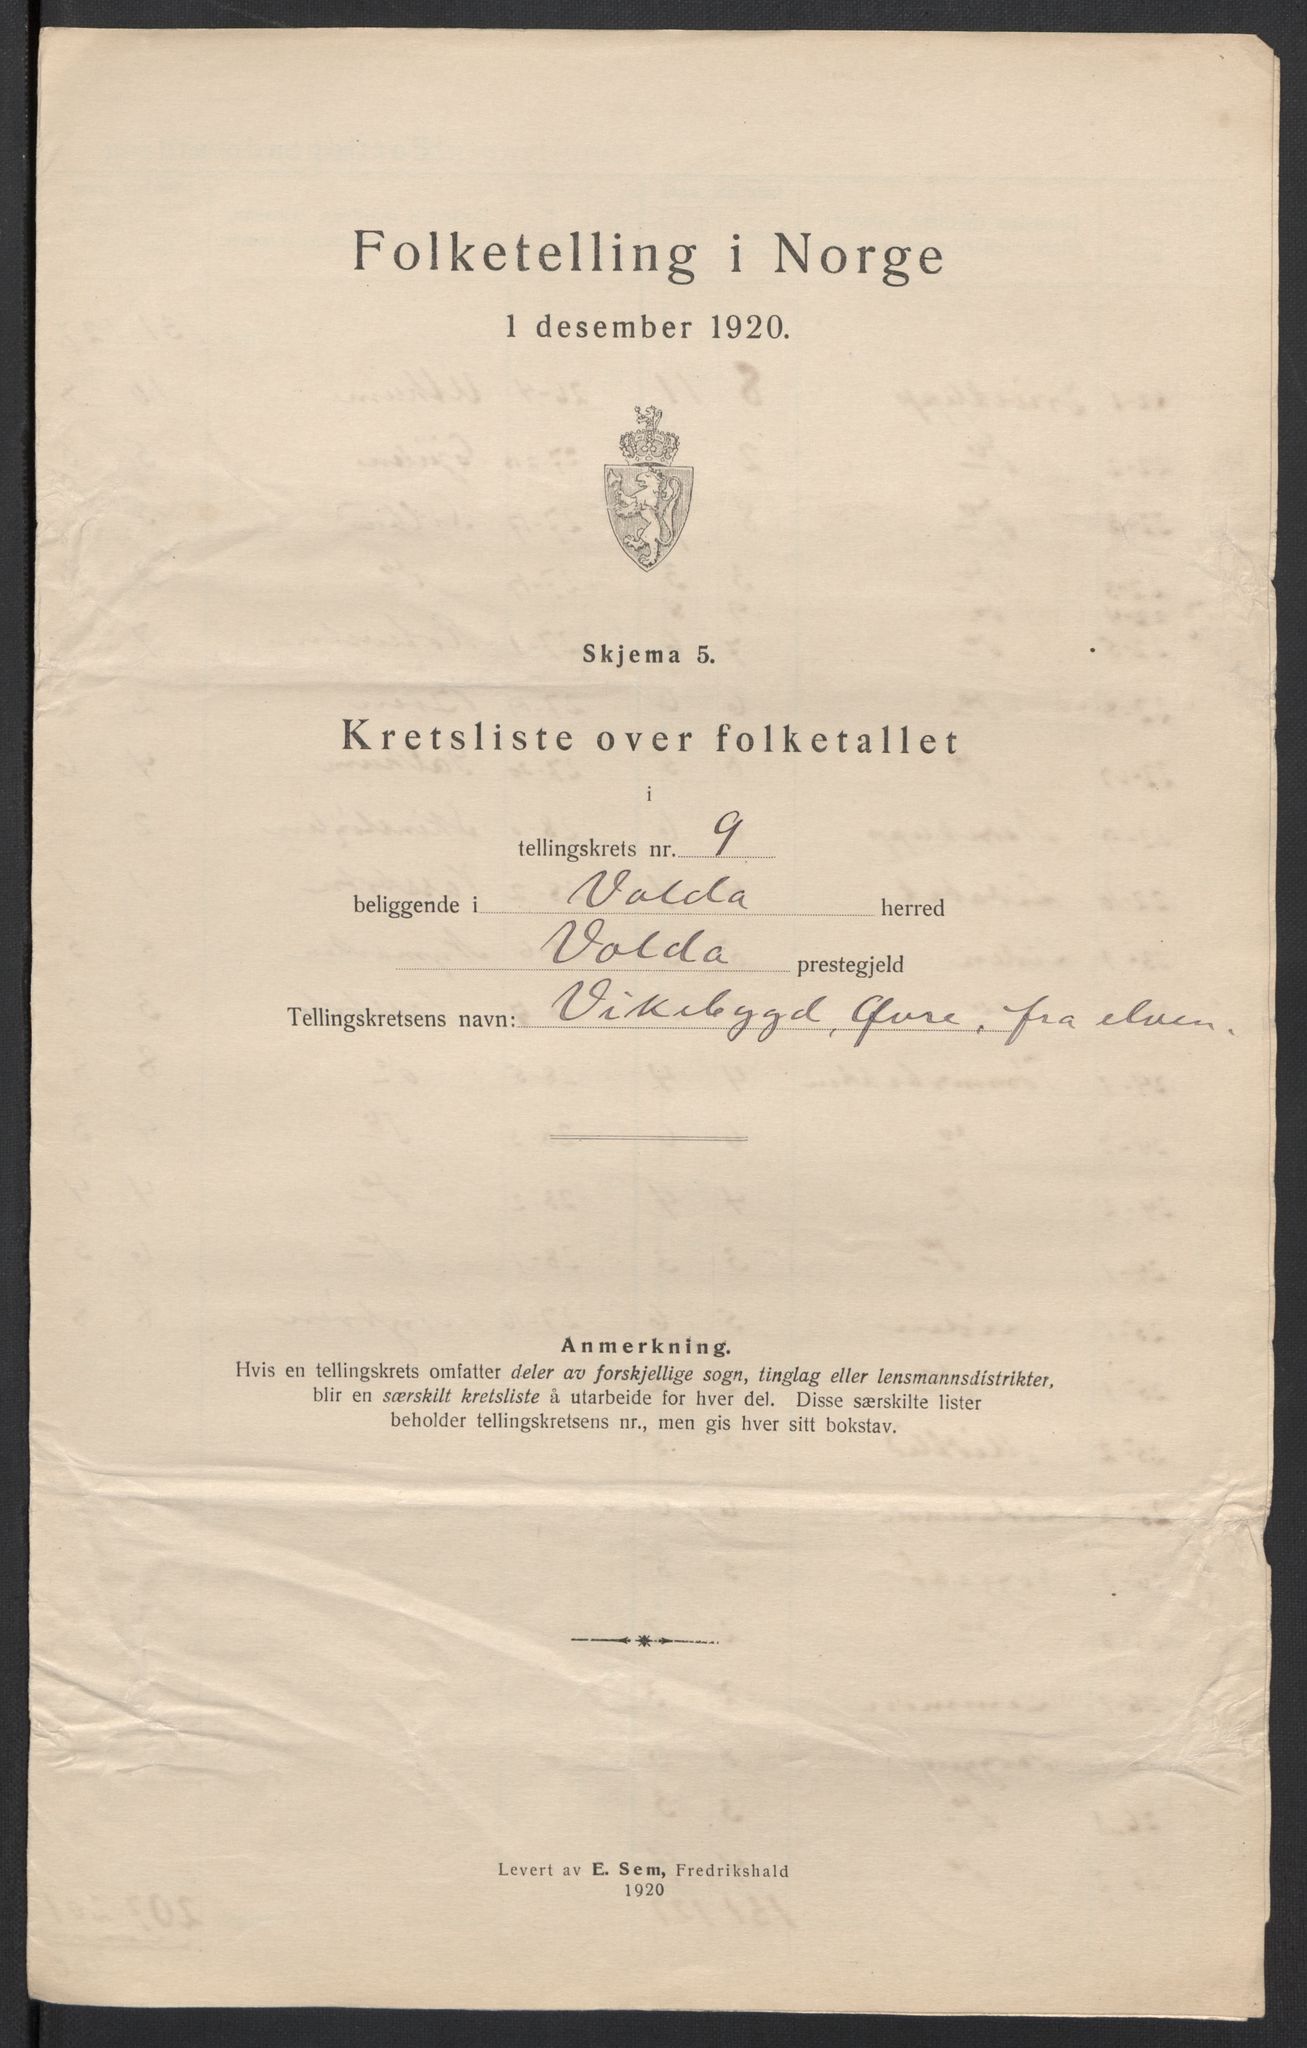 Folketelling i Norge
1 desember 1920.
Skjema 5.
Kretsliste over folketallet
i
tellingskrets nr. 9
beliggende i Volda herred
Volda prestegjeld
Tellingskretsens navn: Vikebygd, Øvre, fra elven.
Anmerkning.
Hvis en tellingskrets omfatter deler av forskjellige sogn, tinglag eller lensmannsdistrikter,
blir en særskilt kretsliste å utarbeide for hver del. Disse særskilte lister
beholder tellingskretsens nr., men gis hver sitt bokstav.
Levert av E. Sem, Fredrikshald
1920